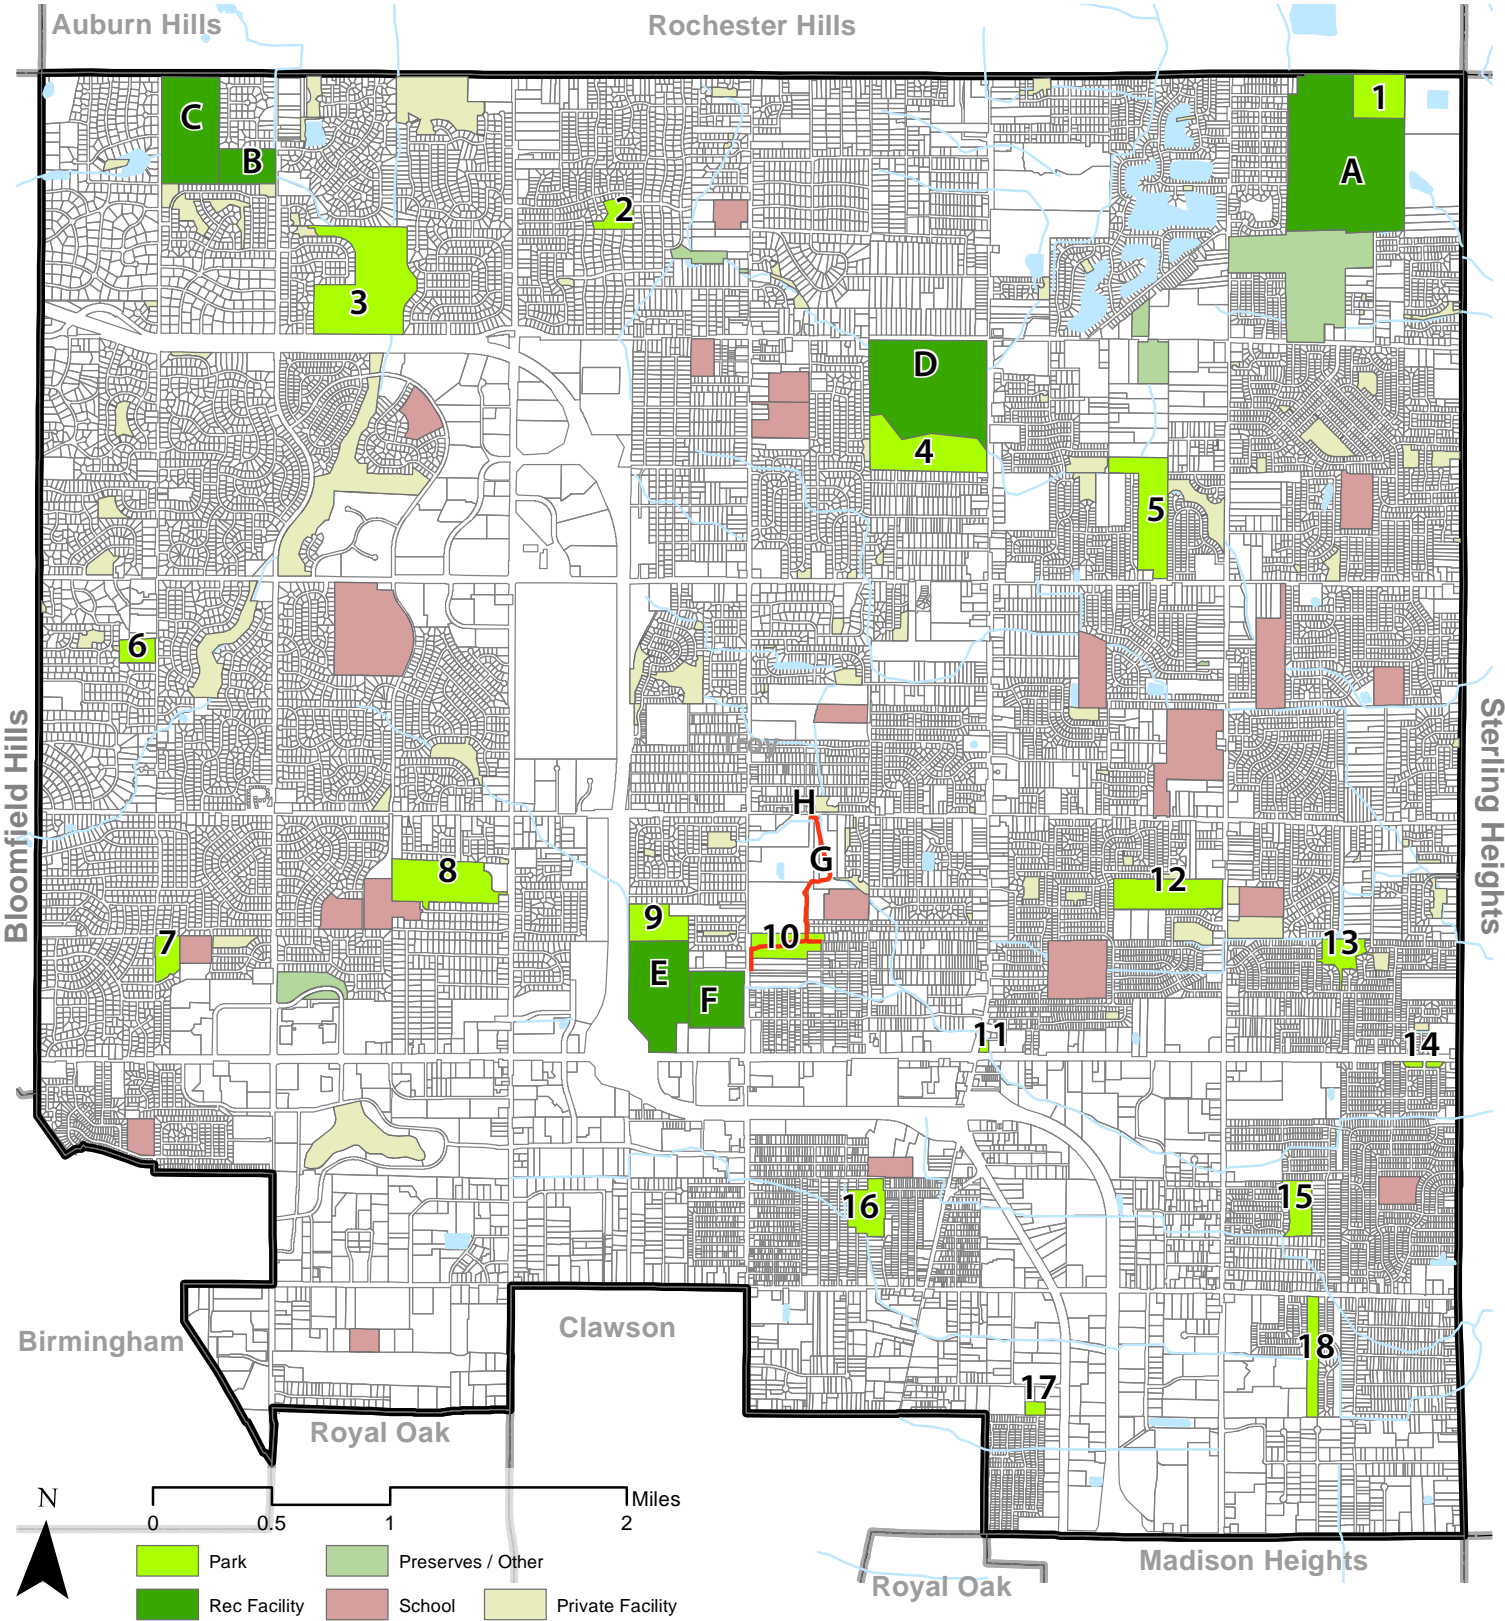 Auburn Hills
Rochester Hills
1
C
B
A
2
3
D
4
5
6
Troy
Bloomfield Hills
Sterling Heights
H
G
8
12
9
10
7
13
E
F
11
14
16
15
Birmingham
Clawson
18
17
Royal Oak
N
Miles
0
0.5
1
2
Park
Preserves / Other
Rec Facility
School
Private Facility
Madison Heights
Royal Oak